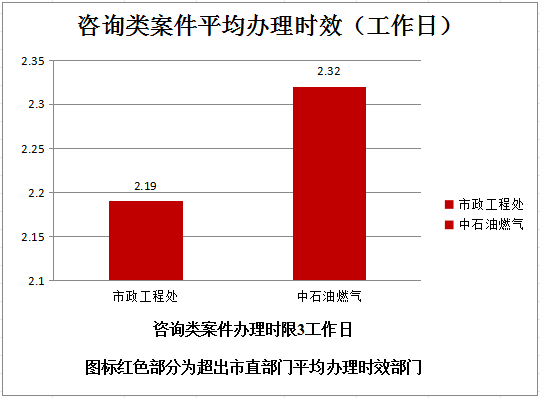 咨询类案件平均办理时效（工作日）
2.35
2.3
2.25
2.2
2.15
2.1
2.19
2.32
市政工程处
中石油燃气
市政工程处
中石油燃气
咨询类案件办理时限3工作日
图标红色部分为超出市直部门平均办理时效部门